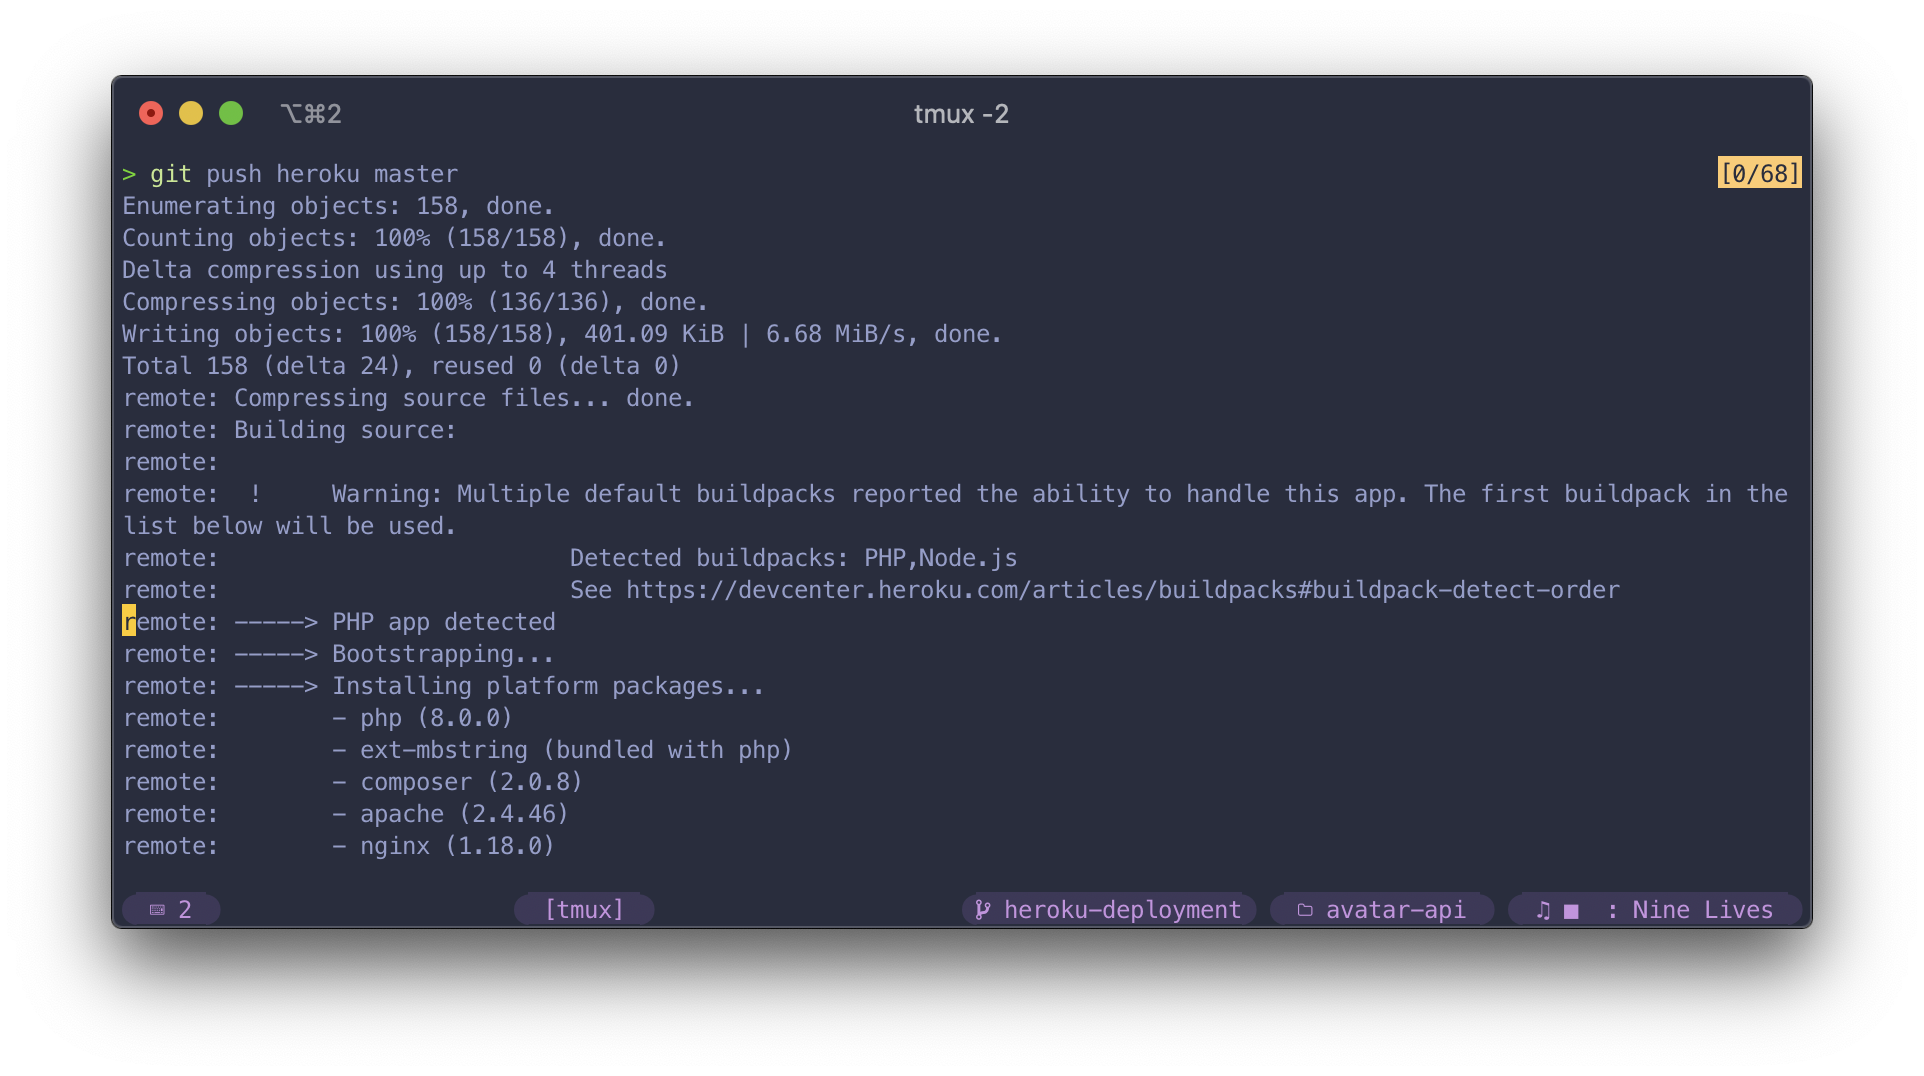 ⌥⌘2 tmux -2
> git push heroku master [0/68]
Enumerating objects: 158, done.
Counting objects: 100% (158/158), done.
Delta compression using up to 4 threads
Compressing objects: 100% (136/136), done.
Writing objects: 100% (158/158), 401.09 KiB | 6.68 MiB/s, done.
Total 158 (delta 24), reused 0 (delta 0)
remote: Compressing source files... done.
remote: Building source:
remote:
remote:  !     Warning: Multiple default buildpacks reported the ability to handle this app. The first buildpack in the
list below will be used.
remote:                         Detected buildpacks: PHP,Node.js
remote:                         See https://devcenter.heroku.com/articles/buildpacks#buildpack-detect-order
remote: -----> PHP app detected
remote: -----> Bootstrapping...
remote: -----> Installing platform packages...
remote:        - php (8.0.0)
remote:        - ext-mbstring (bundled with php)
remote:        - composer (2.0.8)
remote:        - apache (2.4.46)
remote:        - nginx (1.18.0)
⌨ 2 [tmux] heroku-deployment avatar-api ♫ ■ : Nine Lives